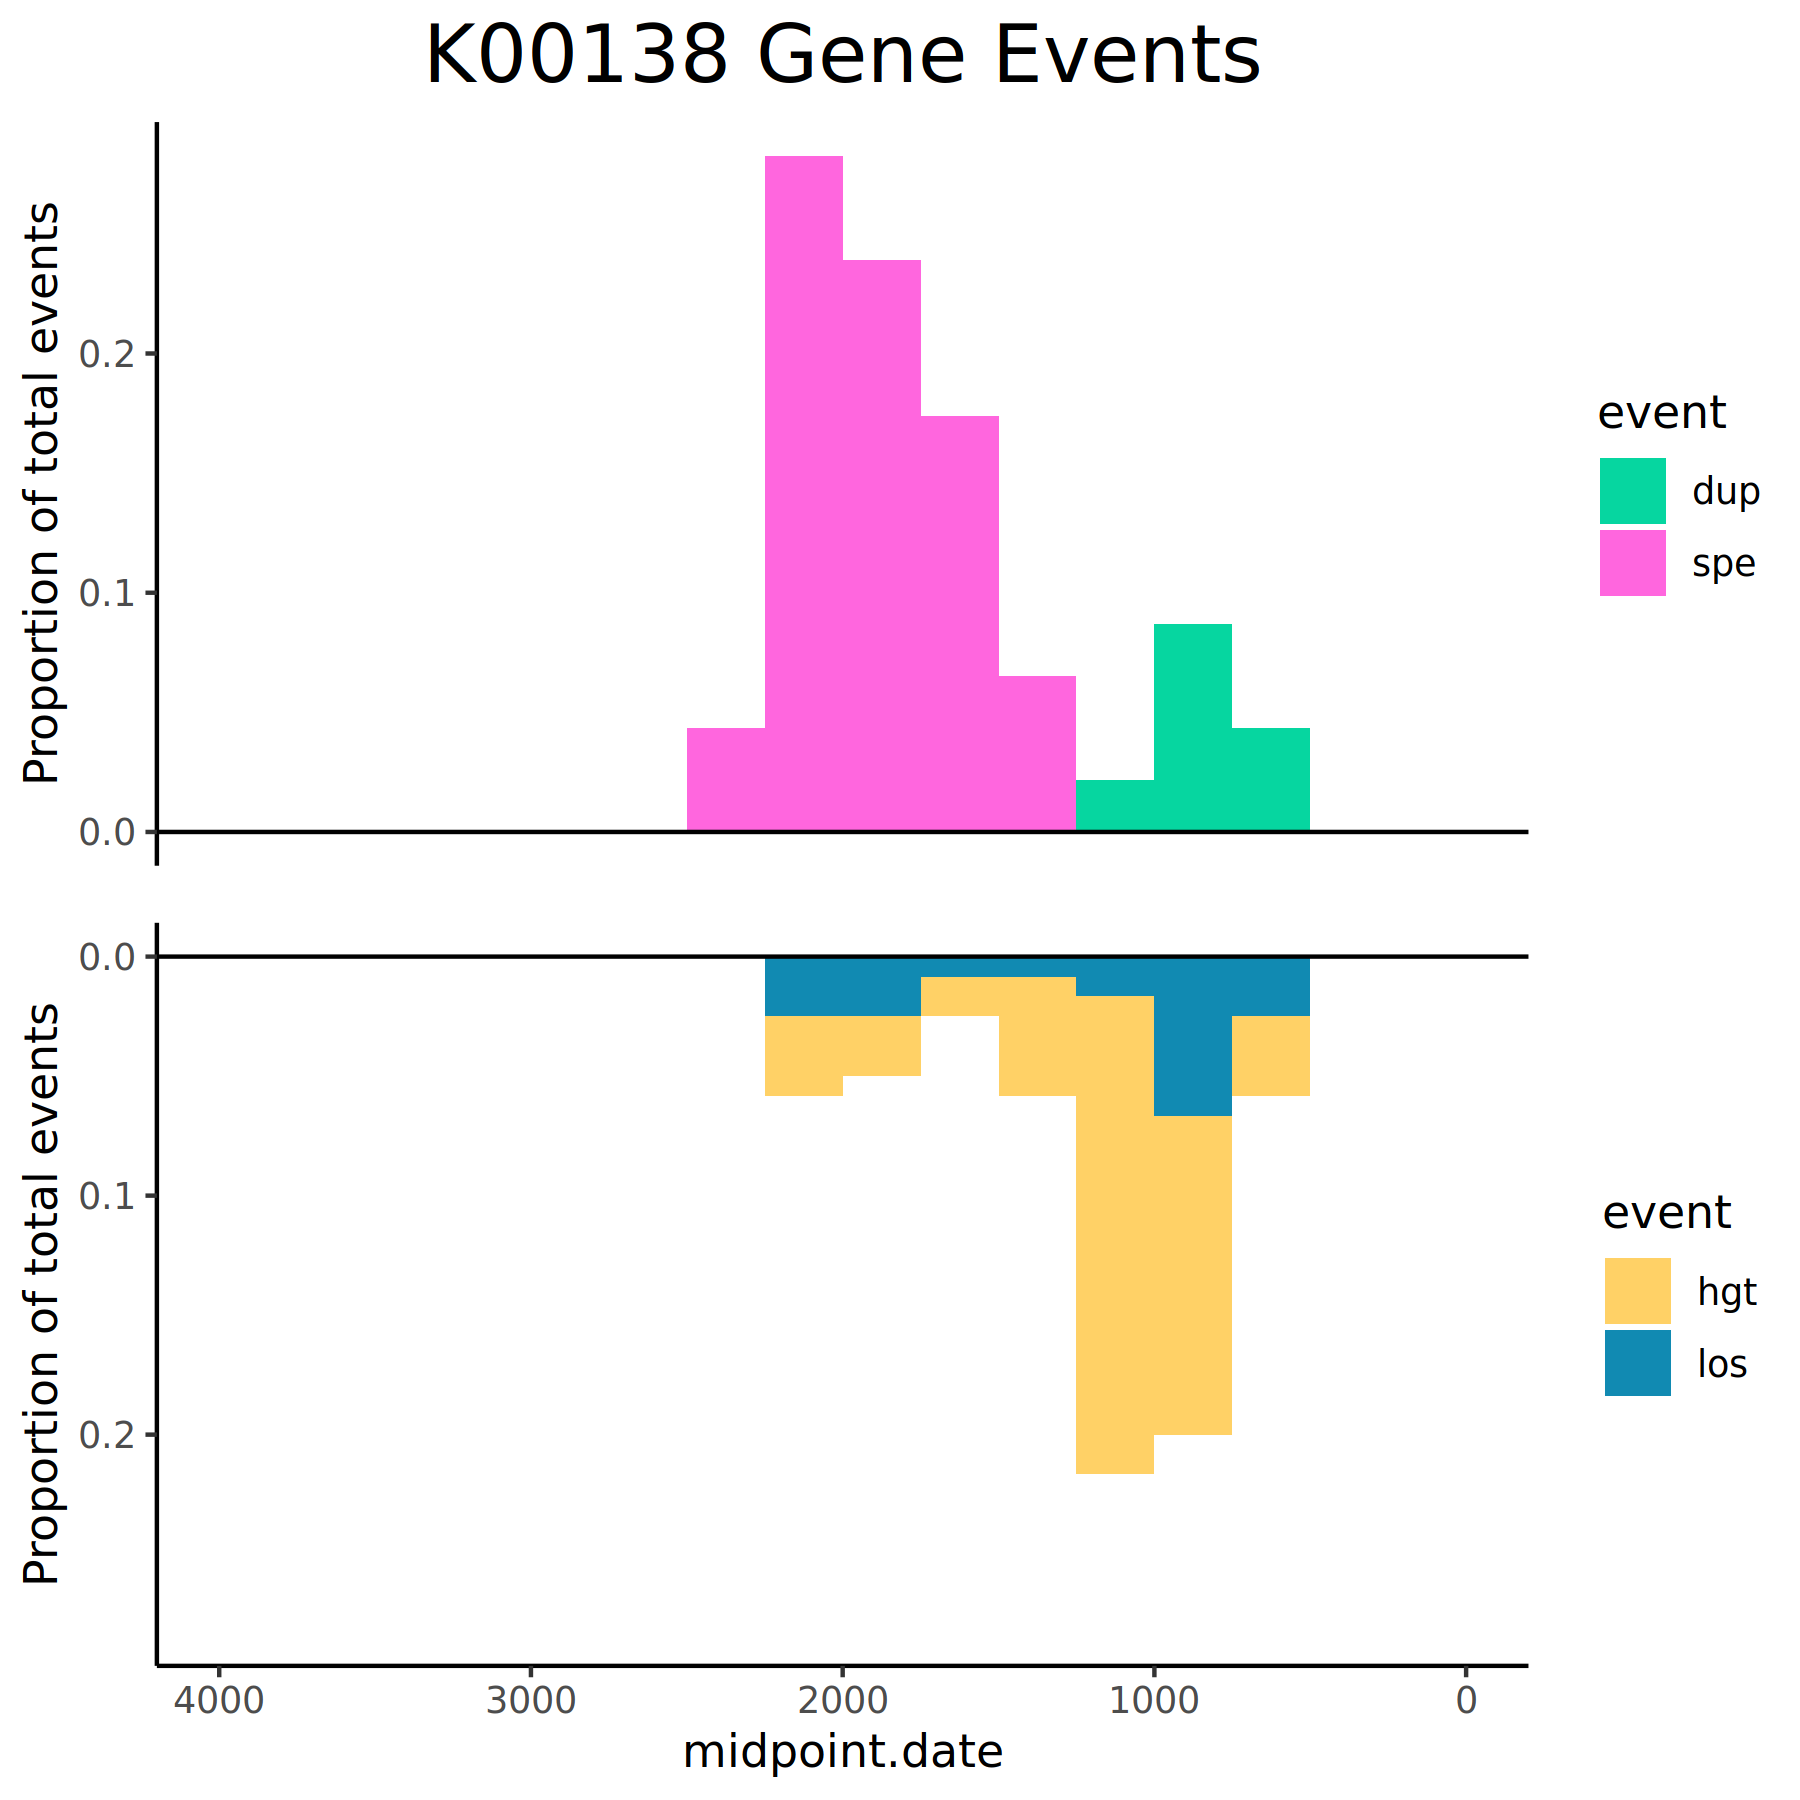 K00138 Gene Events
Proportion of total events
0.2
0.1
0.0
event
dup
spe
Proportion of total events
0.0
0.1
0.2
event
hgt
los
4000 3000 2000 1000 0
midpoint.date